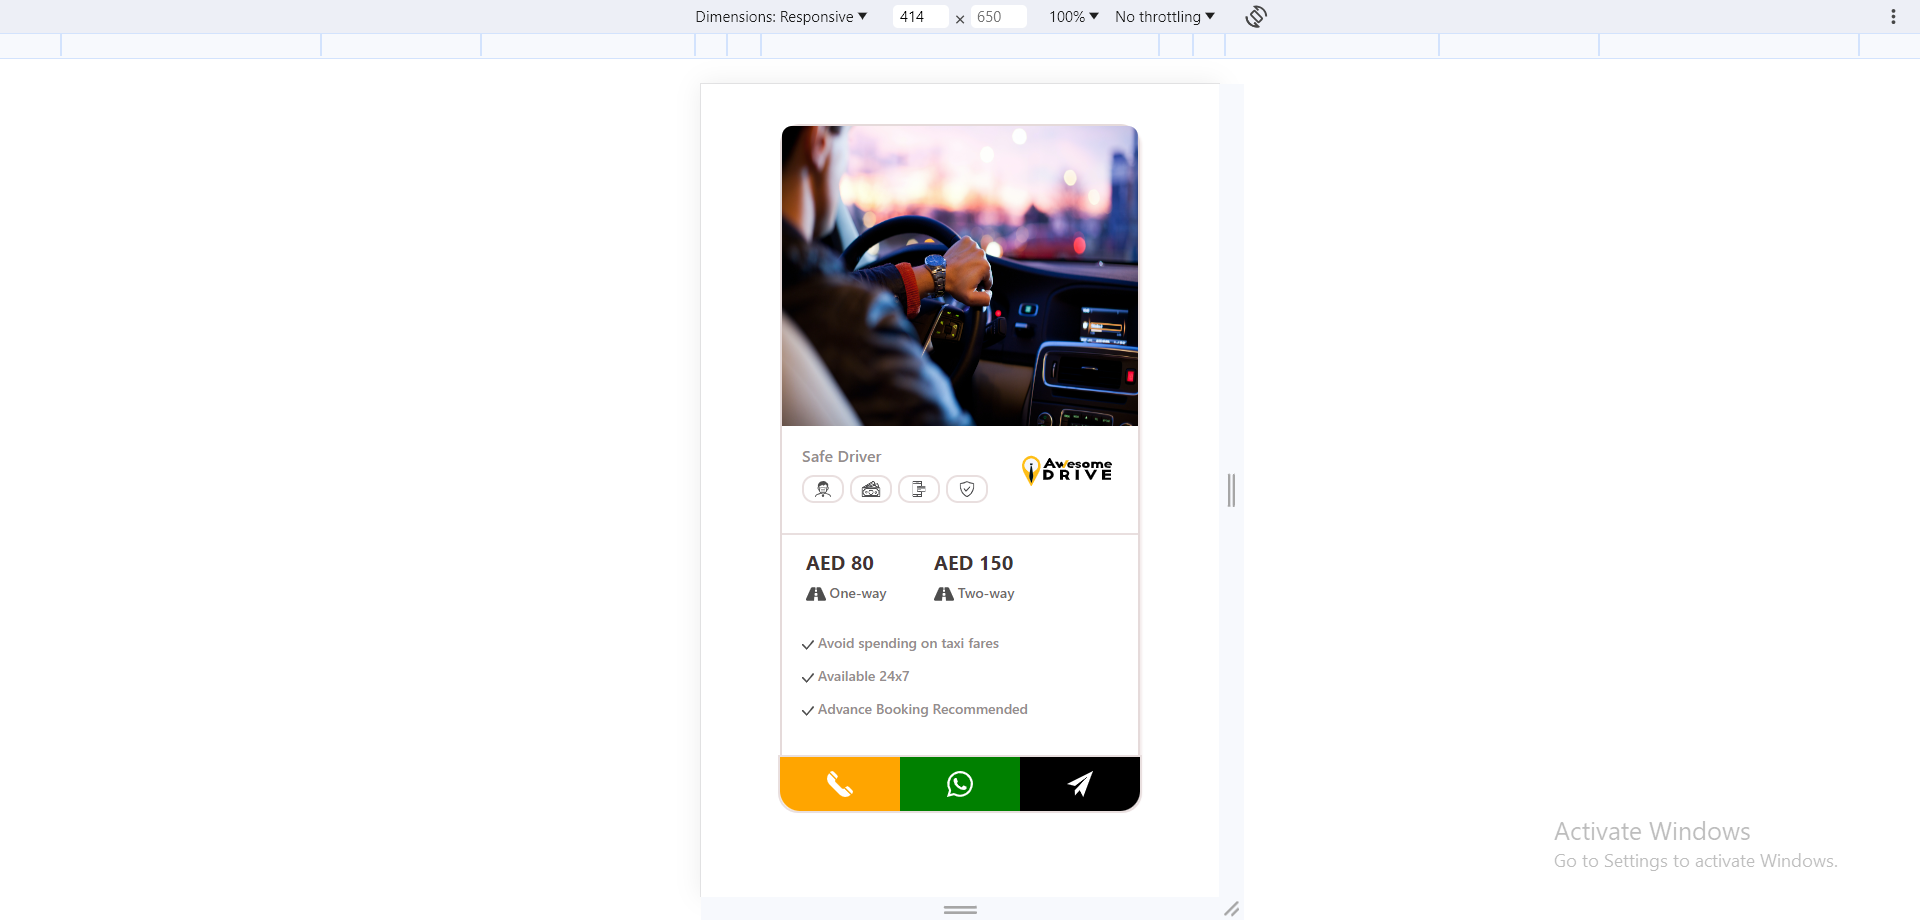 Dimensions: Responsive 414 × 650 100% No throttling
Safe Driver
Awesome
DRIVE
AED 80 AED 150
One-way Two-way
Avoid spending on taxi fares
Available 24x7
Advance Booking Recommended
Activate Windows
Go to Settings to activate Windows.